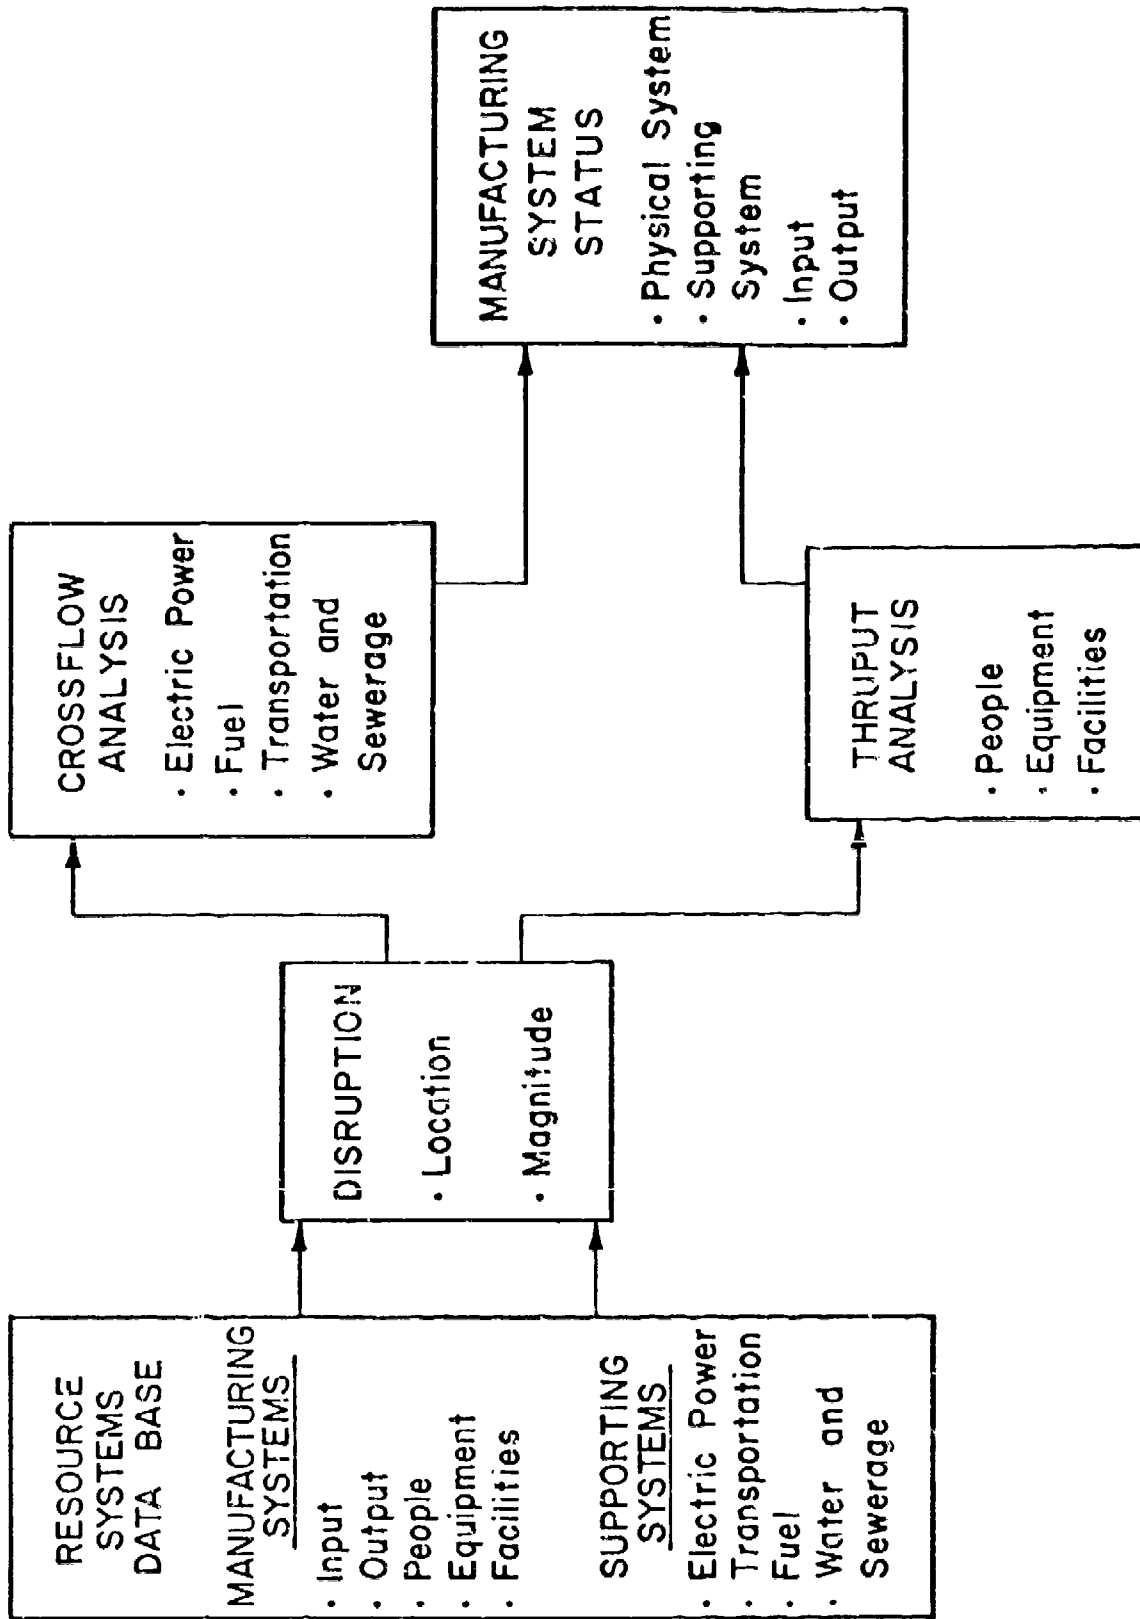 RESOURCE
SYSTEMS
DATA BASE
MANUFACTURING
SYSTEMS
· Input
· Output
· People
· Equipment
· Facilities
SUPPORTING
SYSTEMS
· Electric Power
· Transportation
· Fuel
· Water and
Sewerage
DISRUPTION
· Location
· Magnitude
CROSSFLOW
ANALYSIS
· Electric Power
· Fuel
· Transportation
· Water and
Sewerage
THRUPUT
ANALYSIS
· People
· Equipment
· Facilities
MANUFACTURING
SYSTEM
STATUS
· Physical System
· Supporting
System
· Input
· Output